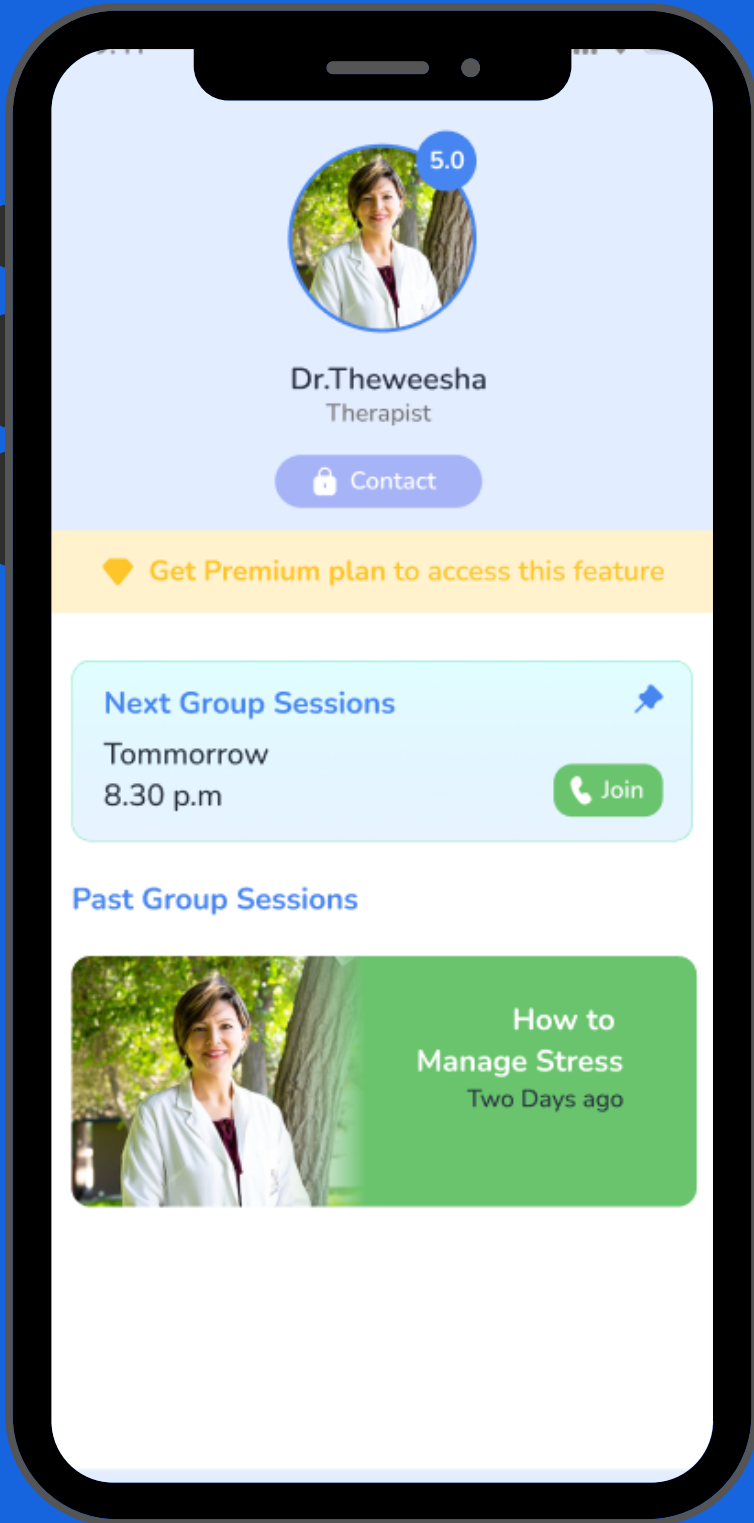 5.0
Dr.Theweesha
Therapist
Contact
Get Premium plan to access this feature
Next Group Sessions
Tommorrow
8.30 p.m
Join
Past Group Sessions
How to
Manage Stress
Two Days ago